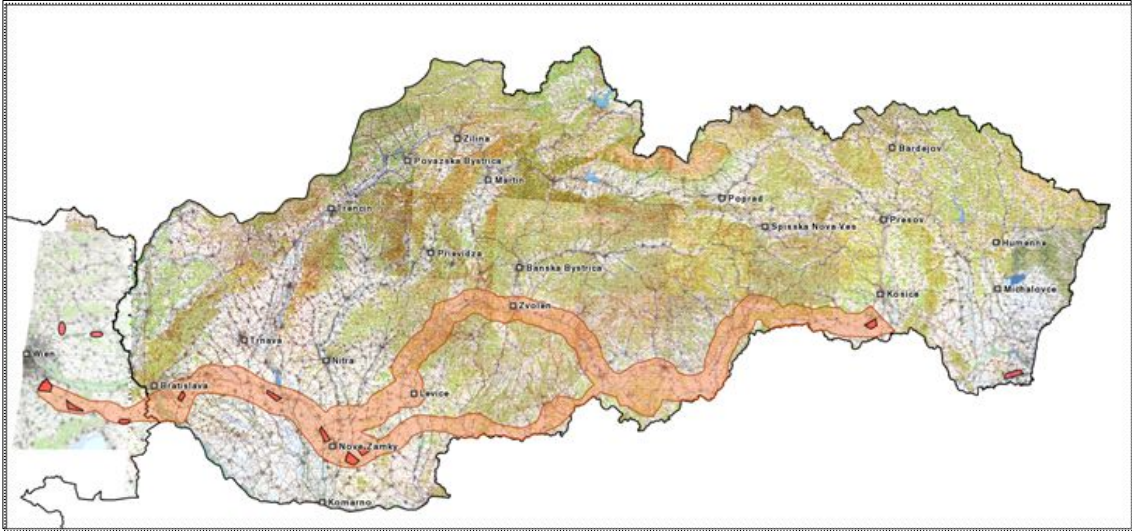 Zilina
Bardejov
Povazska Bystrica
Martin
Poprad
Trencin
Presov
Spisska Nova Ves
Humenne
Prievidza
Banska Bystrica
Michalovce
Kosice
Zvolen
Trnava
Wien
Nitra
Bratislava
Levice
Nove Zamky
Komarno